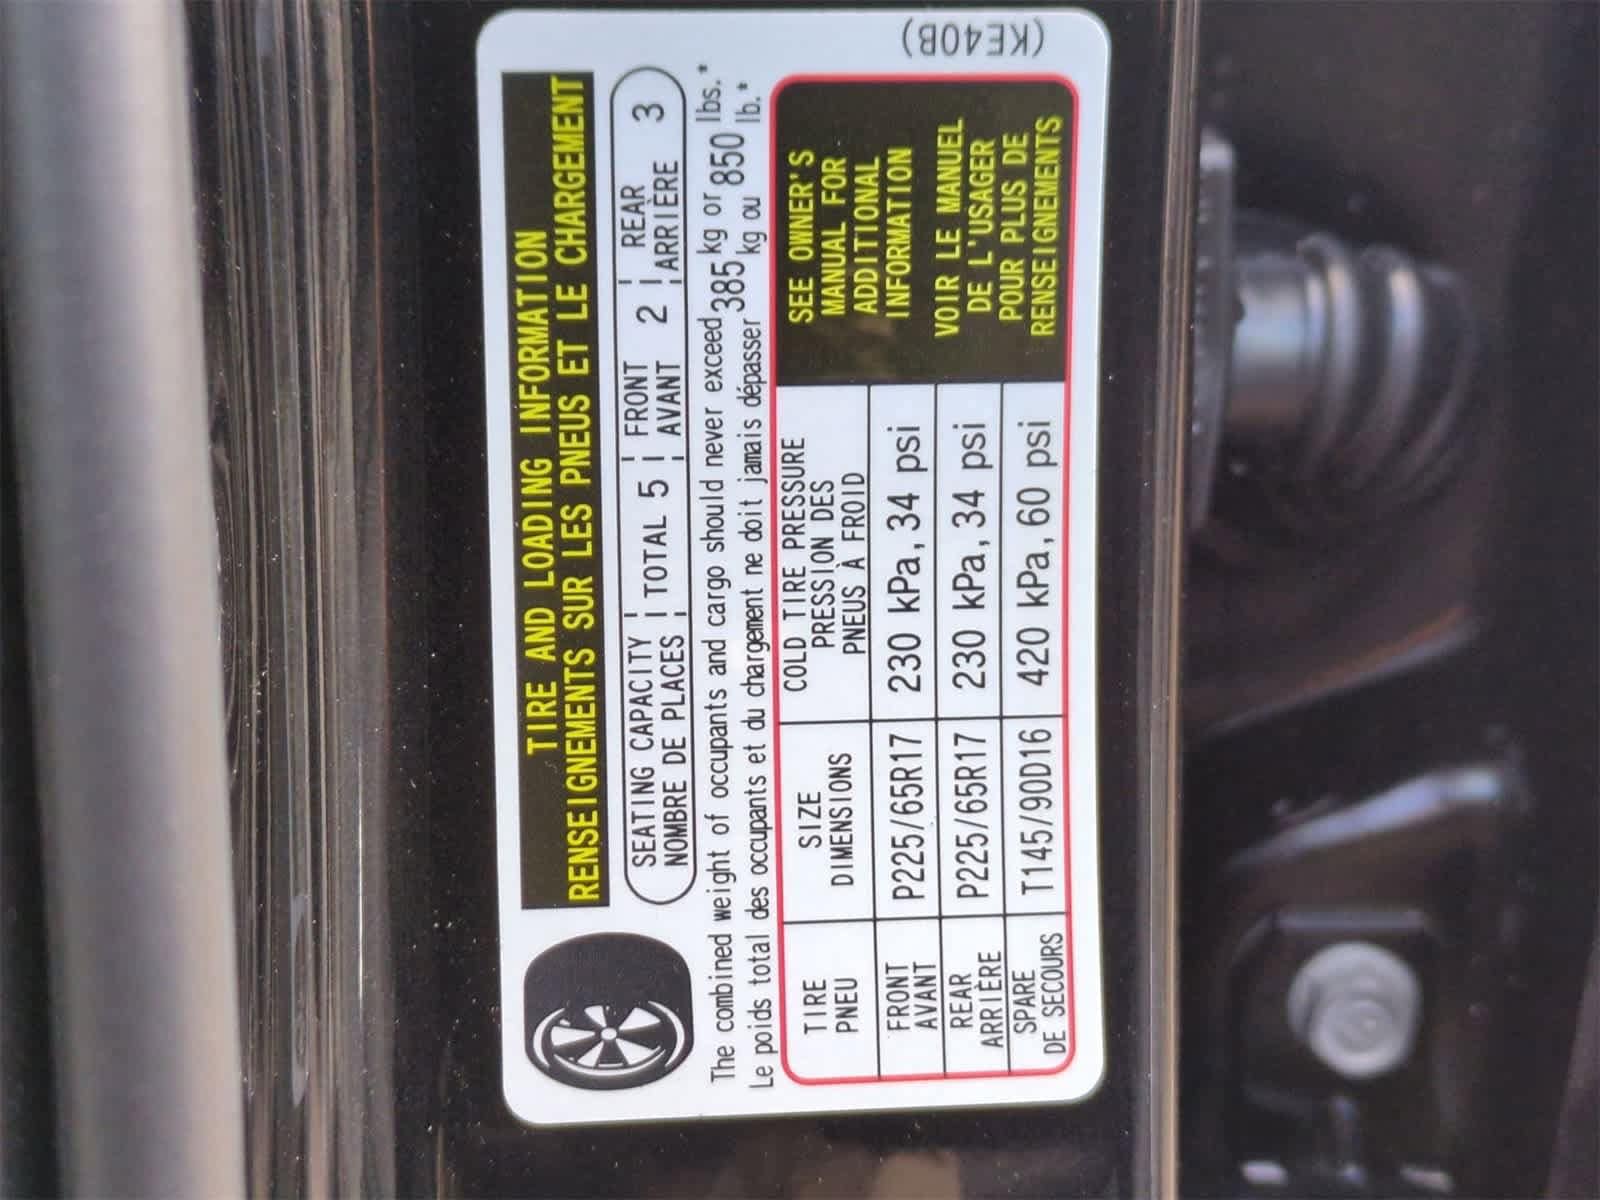 TIRE AND LOADING INFORMATION
RENSEIGNEMENTS SUR LES PNEUS ET LE CHARGEMENT
SEATING CAPACITY
NOMBRE DE PLACES
TOTAL 5
FRONT
AVANT
2
REAR
ARRIÈRE
3
The combined weight of occupants and cargo should never exceed 385 kg or 850 lbs.*
Le poids total des occupants et du chargement ne doit jamais dépasser 385 kg ou 850 lb.*
TIRE
PNEU
SIZE
DIMENSIONS
COLD TIRE PRESSURE
PRESSION DES
PNEUS À FROID
FRONT
AVANT
P225/65R17
230 kPa, 34 psi
REAR
ARRIÈRE
P225/65R17
230 kPa, 34 psi
SPARE
DE SECOURS
T145/90D16
420 kPa, 60 psi
SEE OWNER'S
MANUAL FOR
ADDITIONAL
INFORMATION
VOIR LE MANUEL
DE L'USAGER
POUR PLUS DE
RENSEIGNEMENTS
(KE40B)